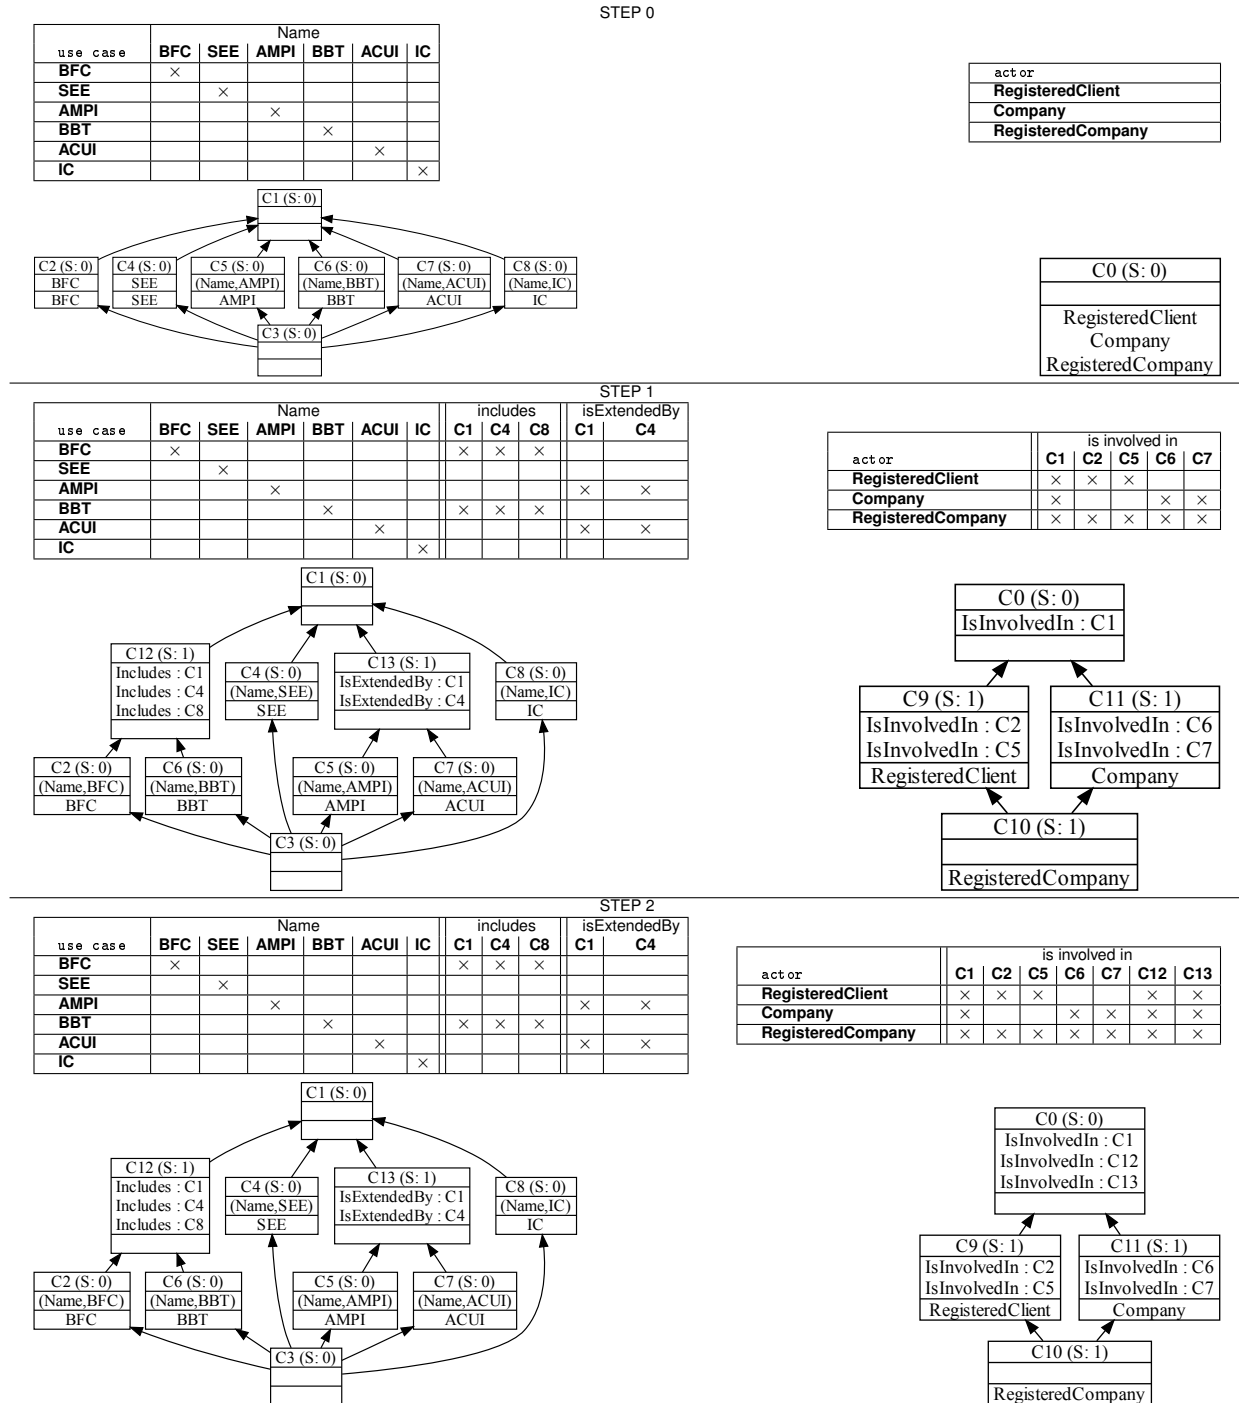 STEP 0
Name
use case BFC SEE AMPI BBT ACUI IC
BFC ×
SEE ×
AMPI ×
BBT ×
ACUI ×
IC ×
actor
RegisteredClient
Company
RegisteredCompany
C1 (S: 0)
C2 (S: 0) C4 (S: 0) C5 (S: 0) C6 (S: 0) C7 (S: 0) C8 (S: 0)
BFC SEE (Name,AMPI) (Name,BBT) (Name,ACUI) (Name,IC)
BFC SEE AMPI BBT ACUI IC
C3 (S: 0)
C0 (S: 0)
RegisteredClient
Company
RegisteredCompany
STEP 1
Name includes isExtendedBy
use case BFC SEE AMPI BBT ACUI IC C1 C4 C8 C1 C4
BFC × × × ×
SEE ×
AMPI × × ×
BBT × × × ×
ACUI × × ×
IC ×
is involved in
actor C1 C2 C5 C6 C7
RegisteredClient × × ×
Company × × ×
RegisteredCompany × × × × ×
C1 (S: 0)
C12 (S: 1)
Includes : C1
Includes : C4
Includes : C8
C4 (S: 0)
(Name,SEE)
SEE
C13 (S: 1)
IsExtendedBy : C1
IsExtendedBy : C4
C8 (S: 0)
(Name,IC)
IC
C2 (S: 0) C6 (S: 0) C5 (S: 0) C7 (S: 0)
(Name,BFC) (Name,BBT) (Name,AMPI) (Name,ACUI)
BFC BBT AMPI ACUI
C3 (S: 0)
C0 (S: 0)
IsInvolvedIn : C1
C9 (S: 1) C11 (S: 1)
IsInvolvedIn : C2 IsInvolvedIn : C6
IsInvolvedIn : C5 IsInvolvedIn : C7
RegisteredClient Company
C10 (S: 1)
RegisteredCompany
STEP 2
Name includes isExtendedBy
use case BFC SEE AMPI BBT ACUI IC C1 C4 C8 C1 C4
BFC × × × ×
SEE ×
AMPI × × ×
BBT × × × ×
ACUI × × ×
IC ×
is involved in
actor C1 C2 C5 C6 C7 C12 C13
RegisteredClient × × × × ×
Company × × × × ×
RegisteredCompany × × × × × × ×
C1 (S: 0)
C12 (S: 1)
Includes : C1
Includes : C4
Includes : C8
C4 (S: 0)
(Name,SEE)
SEE
C13 (S: 1)
IsExtendedBy : C1
IsExtendedBy : C4
C8 (S: 0)
(Name,IC)
IC
C2 (S: 0) C6 (S: 0) C5 (S: 0) C7 (S: 0)
(Name,BFC) (Name,BBT) (Name,AMPI) (Name,ACUI)
BFC BBT AMPI ACUI
C3 (S: 0)
C0 (S: 0)
IsInvolvedIn : C1
IsInvolvedIn : C12
IsInvolvedIn : C13
C9 (S: 1) C11 (S: 1)
IsInvolvedIn : C2 IsInvolvedIn : C6
IsInvolvedIn : C5 IsInvolvedIn : C7
RegisteredClient Company
C10 (S: 1)
RegisteredCompany